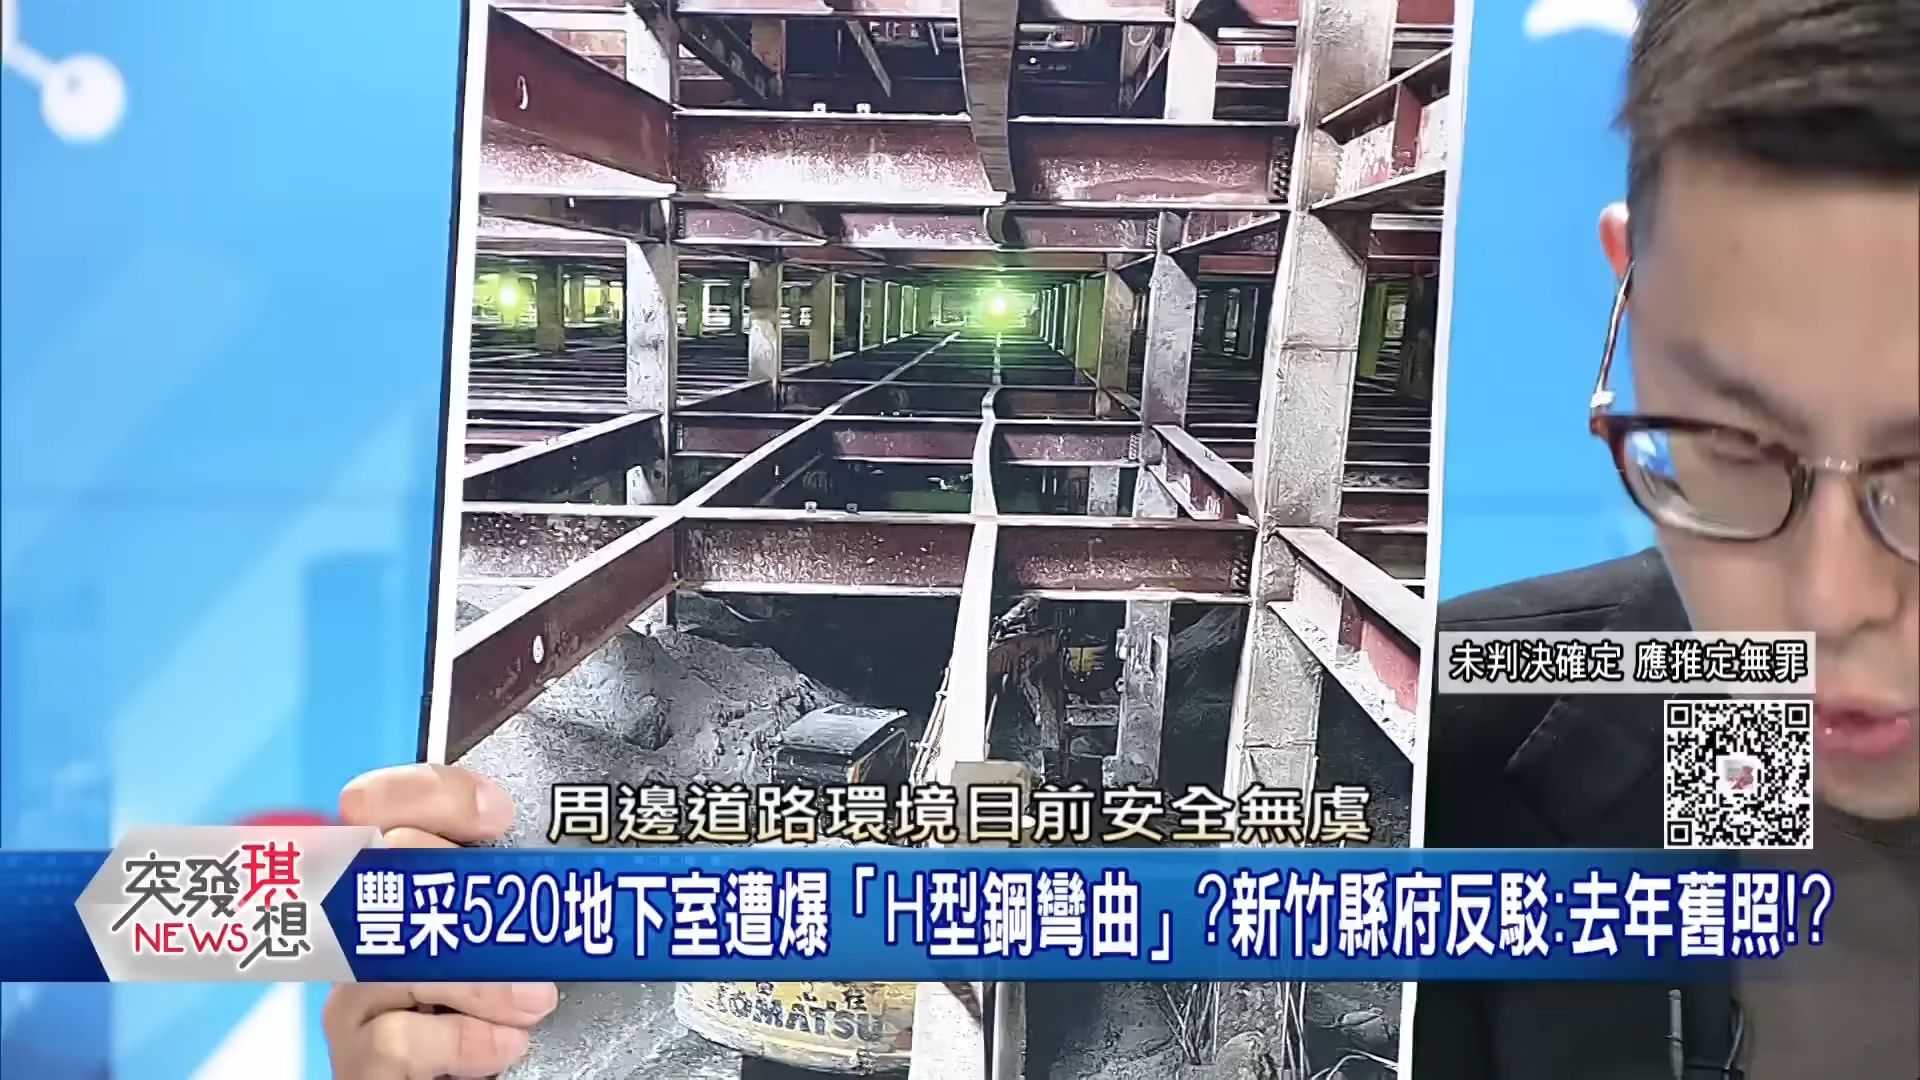 未判決確定 應推定無罪
周邊道路環境目前安全無虞
突發琪想
NEWS
豐采520地下室遭爆「H型鋼彎曲」?新竹縣府反駁:去年舊照!?
KOMATSU